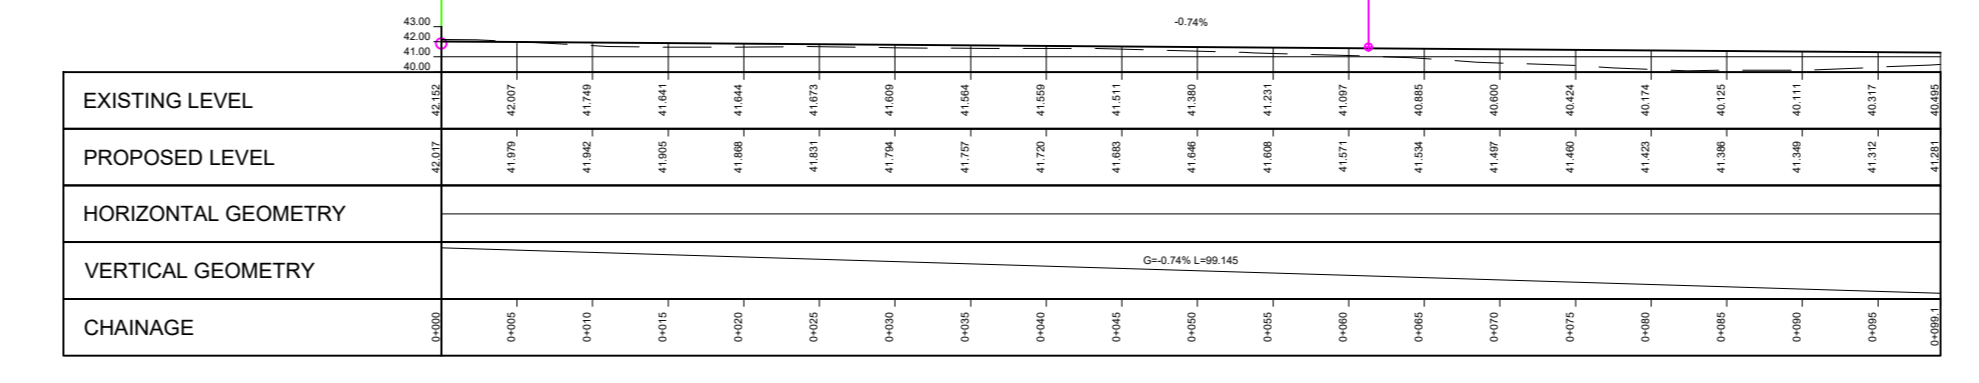 -0.74%
43.00
42.00
41.00
40.00
EXISTING LEVEL 42.152 42.007 41.749 41.641 41.644 41.673 41.609 41.564 41.559 41.511 41.380 41.231 41.097 40.885 40.600 40.424 40.174 40.125 40.111 40.317 40.495
PROPOSED LEVEL 42.017 41.979 41.942 41.905 41.868 41.831 41.794 41.757 41.720 41.683 41.646 41.608 41.571 41.534 41.497 41.460 41.423 41.386 41.349 41.312 41.281
HORIZONTAL GEOMETRY
VERTICAL GEOMETRY G=-0.74% L=99.145
CHAINAGE 0+000 0+005 0+010 0+015 0+020 0+025 0+030 0+035 0+040 0+045 0+050 0+055 0+060 0+065 0+070 0+075 0+080 0+085 0+090 0+095 0+099.1